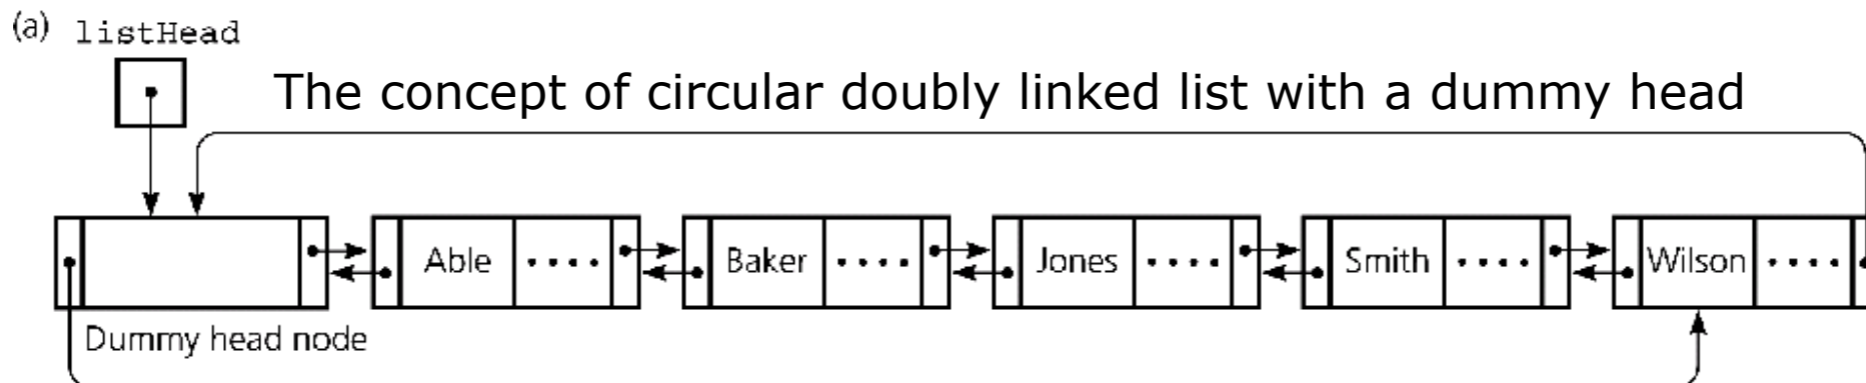 (a) listHead
The concept of circular doubly linked list with a dummy head
Able .... Baker .... Jones .... Smith .... Wilson ....
Dummy head node